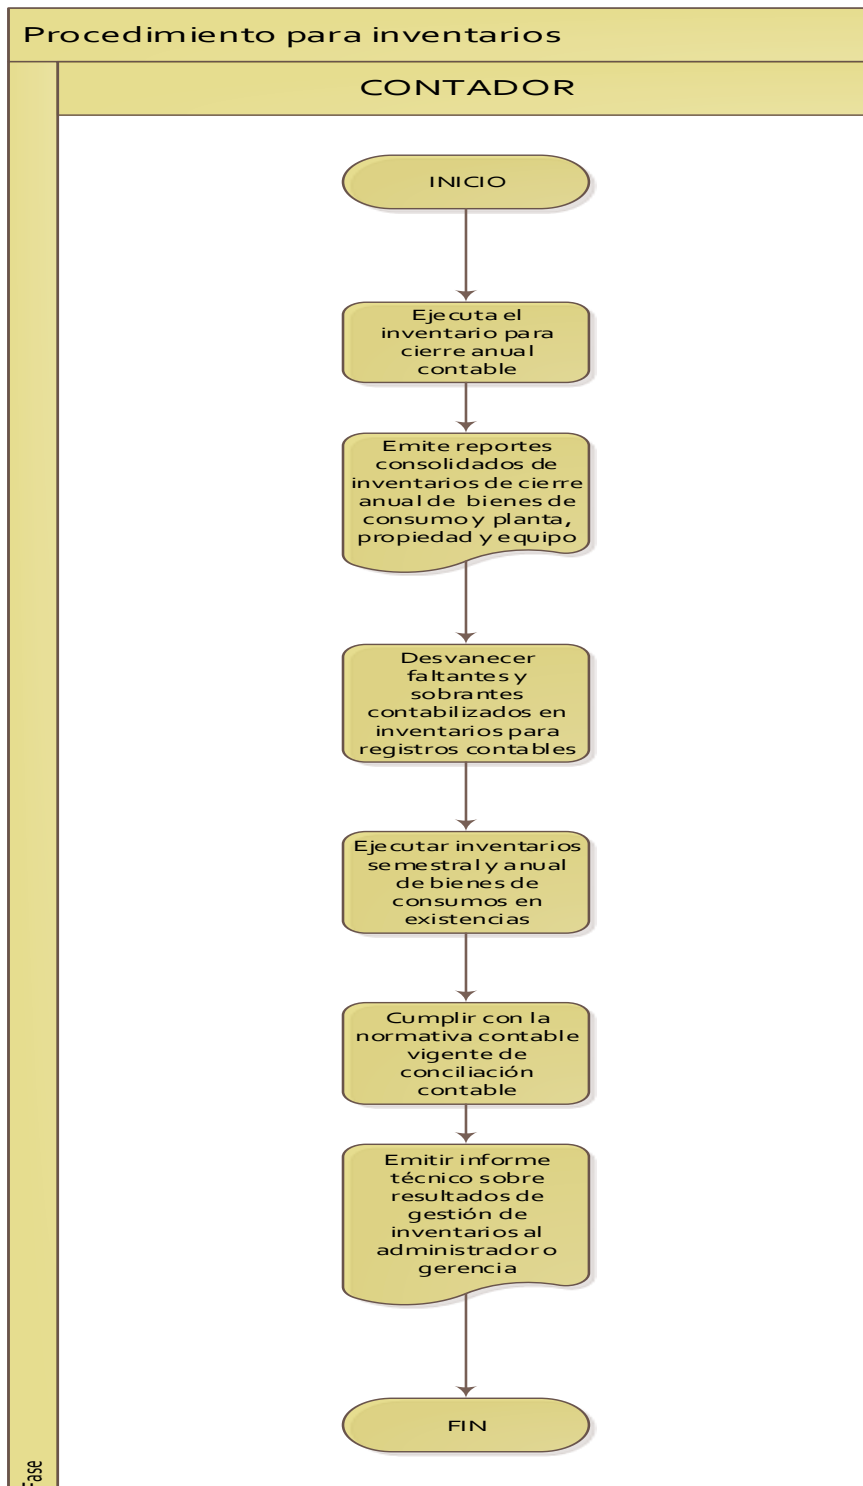 Procedimiento para inventarios
CONTADOR
INICIO
Ejecuta el
inventario para
cierre anual
contable
Emite reportes
consolidados de
inventarios de cierre
anual de bienes de
consumo y planta,
propiedad y equipo
Desvanecer
faltantes y
sobrantes
contabilizados en
inventarios para
registros contables
Ejecutar inventarios
semestral y anual
de bienes de
consumos en
existencias
Cumplir con la
normativa contable
vigente de
conciliación
contable
Emitir informe
técnico sobre
resultados de
gestión de
inventarios al
administrador o
gerencia
FIN
Fase